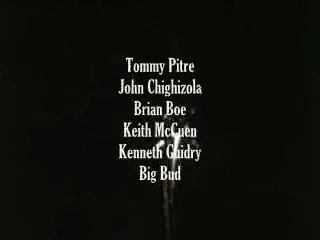 Tommy Pitre
John Chighizola
Brian Boe
Keith McCuen
Kenneth Guidry
Big Bud